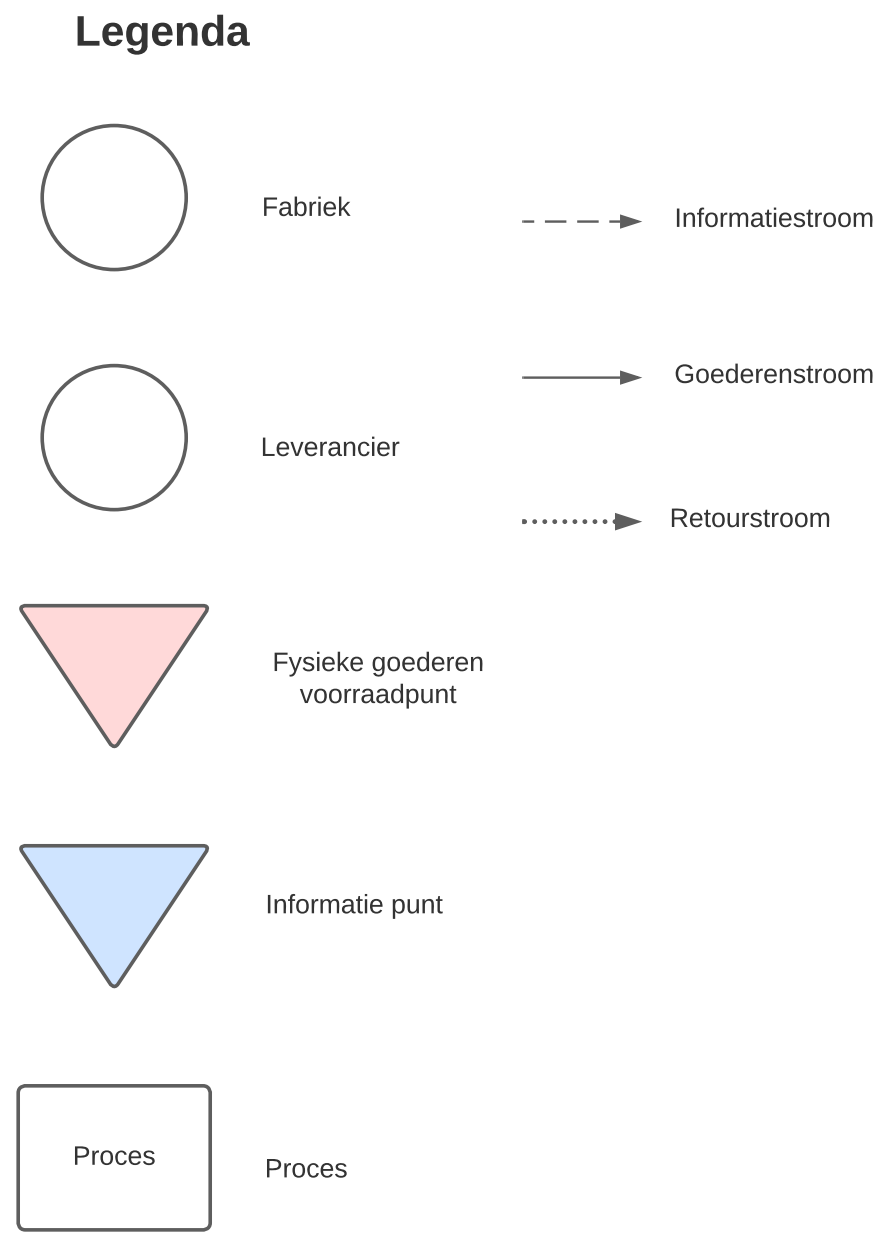 Legenda
Fabriek
Informatiestroom
Goederenstroom
Leverancier
Retourstroom
Fysieke goederen
voorraadpunt
Informatie punt
Proces
Proces